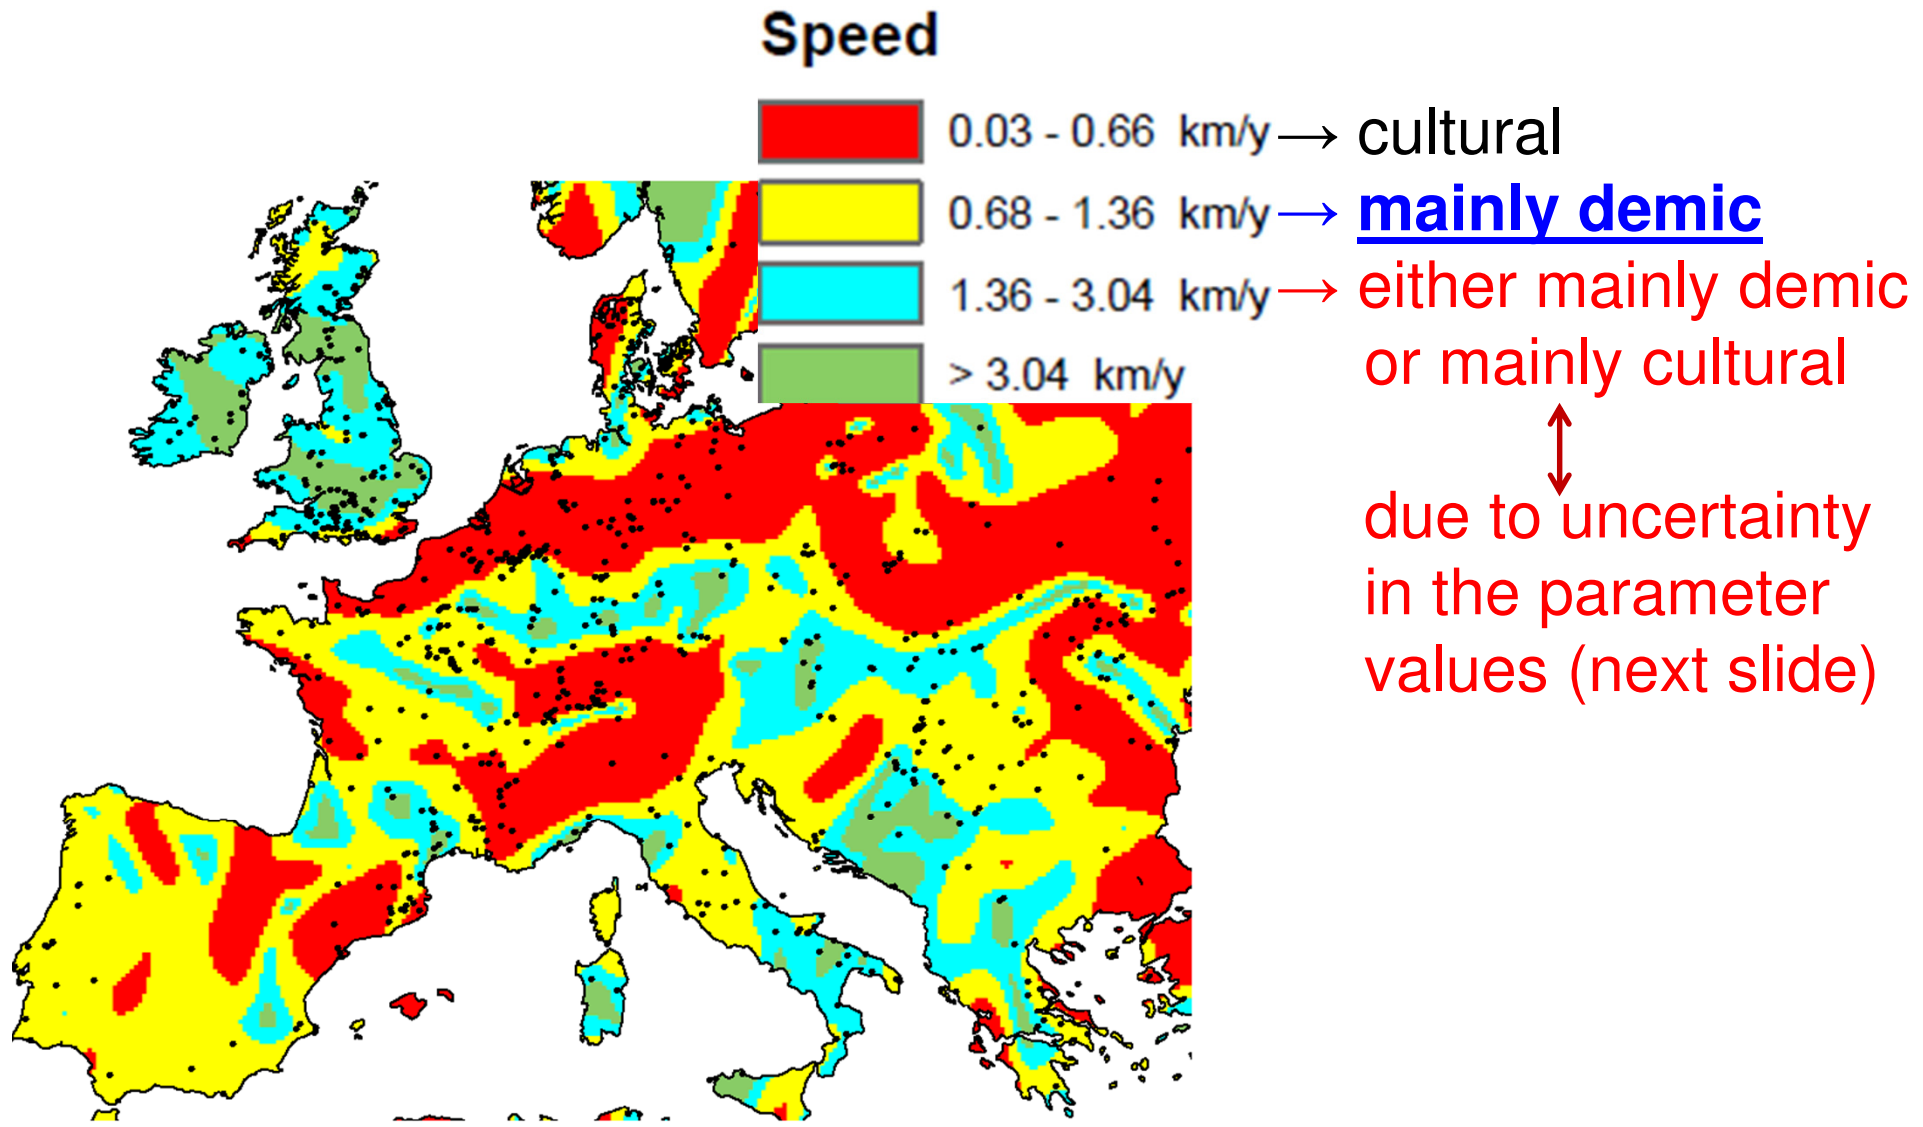 Speed
0.03 - 0.66 km/y → cultural
0.68 - 1.36 km/y → mainly demic
1.36 - 3.04 km/y → either mainly demic
or mainly cultural
> 3.04 km/y
due to uncertainty
in the parameter
values (next slide)